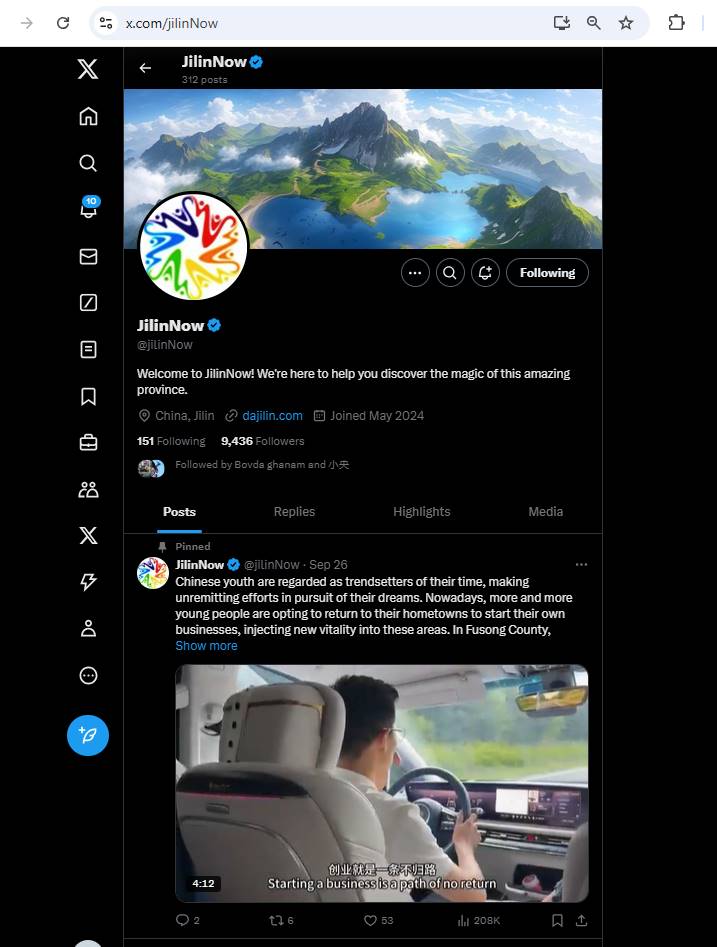 x.com/jilinNow
JilinNow
312 posts
10
Following
JilinNow
@jilinNow
Welcome to JilinNow! We're here to help you discover the magic of this amazing
province.
China, Jilin dajilin.com Joined May 2024
151 Following 9,436 Followers
Followed by Bovda ghanam and 小央
Posts Replies Highlights Media
Pinned
JilinNow @jilinNow · Sep 26
Chinese youth are regarded as trendsetters of their time, making
unremitting efforts in pursuit of their dreams. Nowadays, more and more
young people are opting to return to their hometowns to start their own
businesses, injecting new vitality into these areas. In Fusong County,
Show more
创业就是一条不归路
4:12 Starting a business is a path of no return
2 6 53 208K